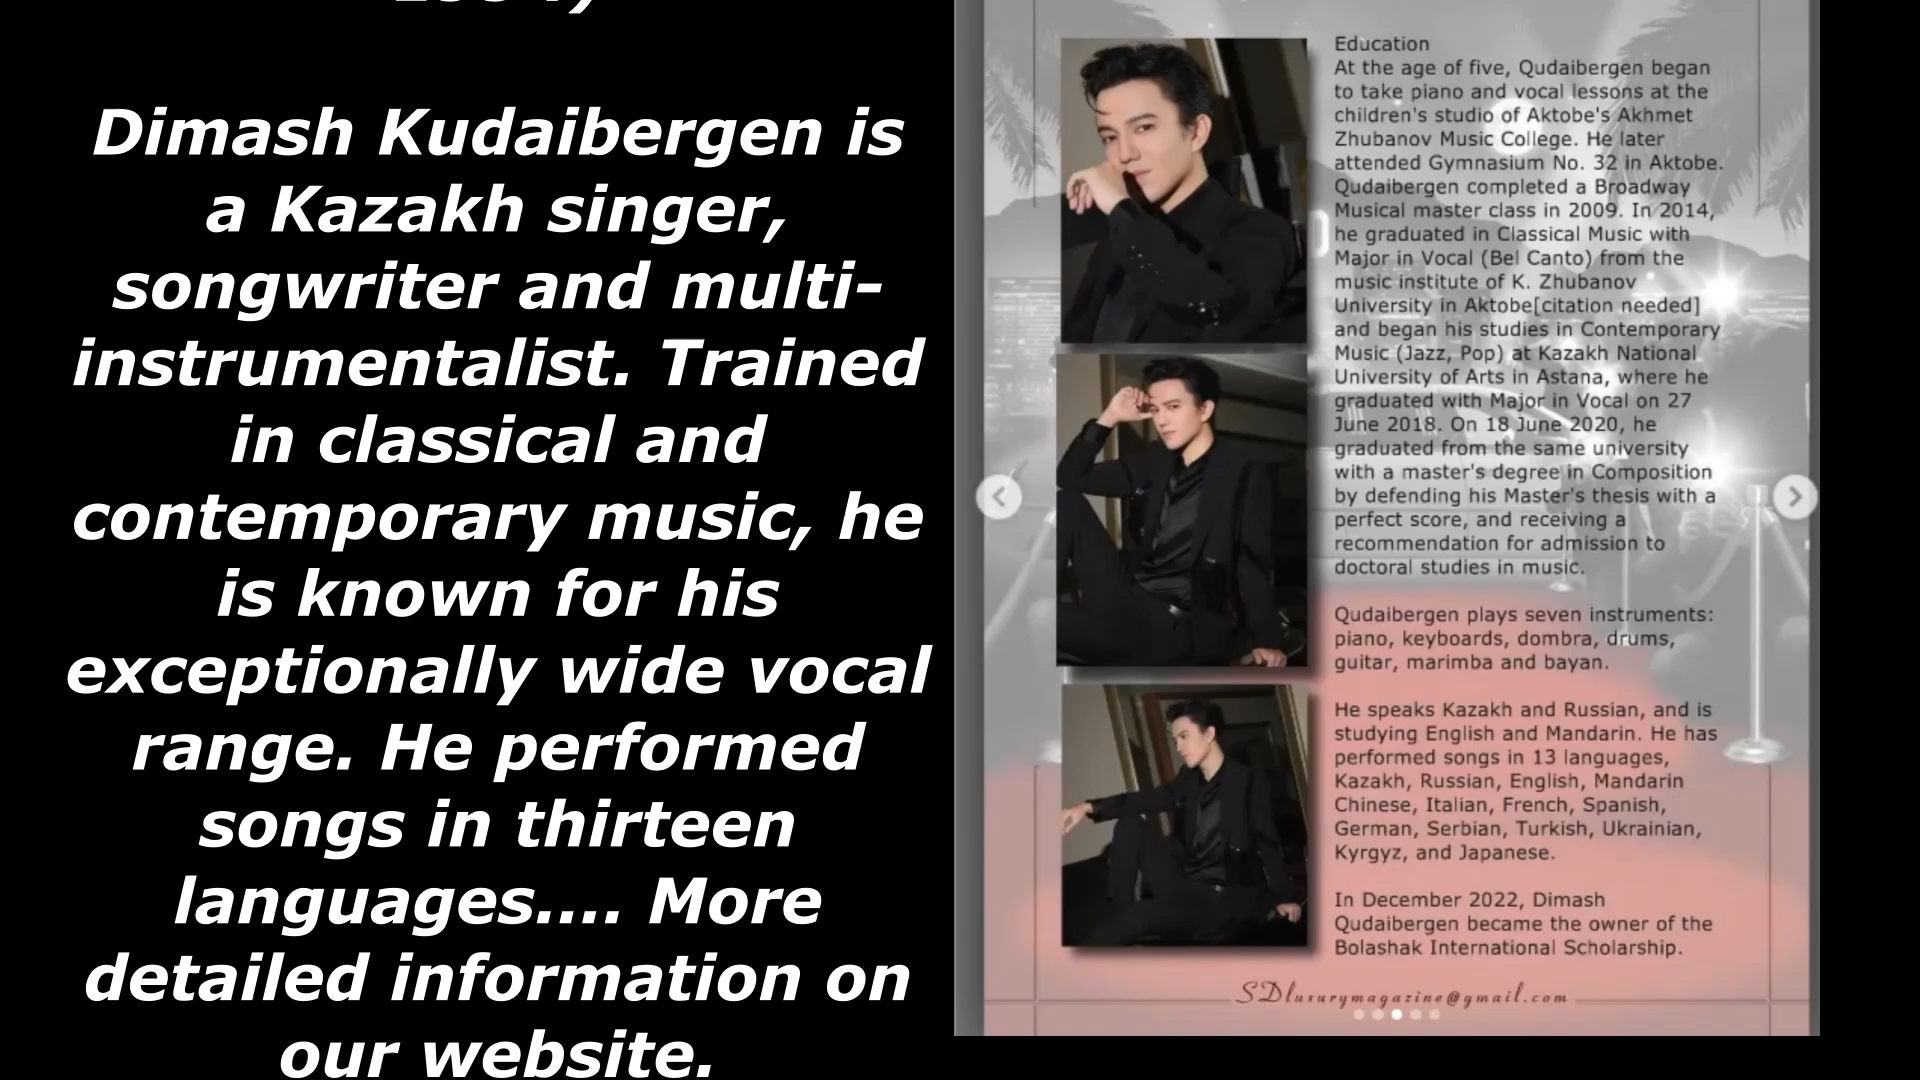 Dimash Kudaibergen is
a Kazakh singer,
songwriter and multi-
instrumentalist. Trained
in classical and
contemporary music, he
is known for his
exceptionally wide vocal
range. He performed
songs in thirteen
languages.... More
detailed information on
our website.
Education
At the age of five, Qudaibergen began
to take piano and vocal lessons at the
children's studio of Aktobe's Akhmet
Zhubanov Music College. He later
attended Gymnasium No. 32 in Aktobe.
Qudaibergen completed a Broadway
Musical master class in 2009. In 2014,
he graduated in Classical Music with
Major in Vocal (Bel Canto) from the
music institute of K. Zhubanov
University in Aktobe[citation needed]
and began his studies in Contemporary
Music (Jazz, Pop) at Kazakh National
University of Arts in Astana, where he
graduated with Major in Vocal on 27
June 2018. On 18 June 2020, he
graduated from the same university
with a master's degree in Composition
by defending his Master's thesis with a
perfect score, and receiving a
recommendation for admission to
doctoral studies in music.
Qudaibergen plays seven instruments:
piano, keyboards, dombra, drums,
guitar, marimba and bayan.
He speaks Kazakh and Russian, and is
studying English and Mandarin. He has
performed songs in 13 languages,
Kazakh, Russian, English, Mandarin
Chinese, Italian, French, Spanish,
German, Serbian, Turkish, Ukrainian,
Kyrgyz, and Japanese.
In December 2022, Dimash
Qudaibergen became the owner of the
Bolashak International Scholarship.
SDluxurymagazine@gmail.com